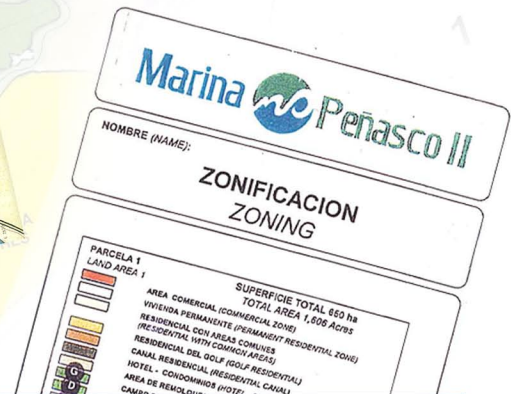 Marina Peñasco II
NOMBRE (NAME):
ZONIFICACION
ZONING
PARCELA 1
LAND AREA 1
SUPERFICIE TOTAL 650 ha
TOTAL AREA 1,606 Acres
AREA COMERCIAL (COMMERCIAL ZONE)
VIVIENDA PERMANENTE (PERMANENT RESIDENTIAL ZONE)
RESIDENCIAL CON AREAS COMUNES
(RESIDENTIAL WITH COMMON AREAS)
RESIDENCIAL DEL GOLF (GOLF RESIDENTIAL)
CANAL RESIDENCIAL (RESIDENTIAL CANAL)
G HOTEL - CONDOMINIOS (HOTEL
D AREA DE